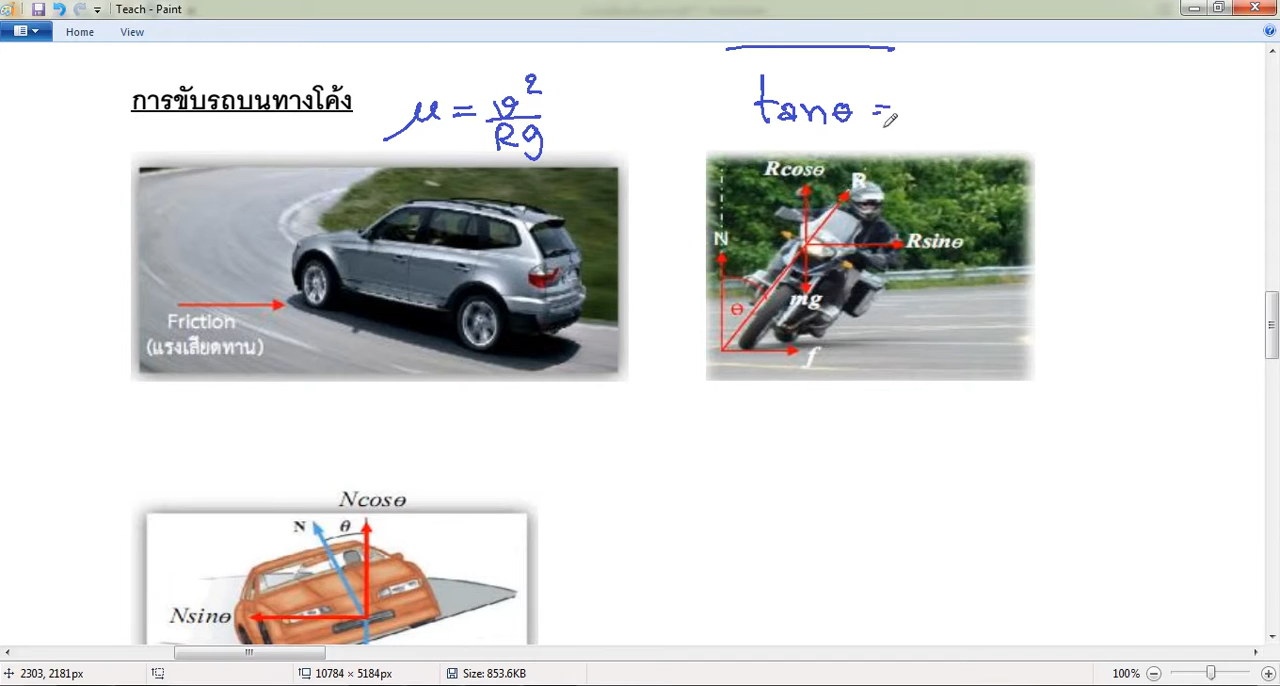 Teach - Paint
Home View
การขับรถบนทางโค้ง
μ = v²/Rg
tanθ =
Friction
(แรงเสียดทาน)
Rcosθ
R
N
Rsinθ
mg
θ
f
Ncosθ
N
θ
Nsinθ
2303, 2181px
10784 × 5184px
Size: 853.6KB
100%